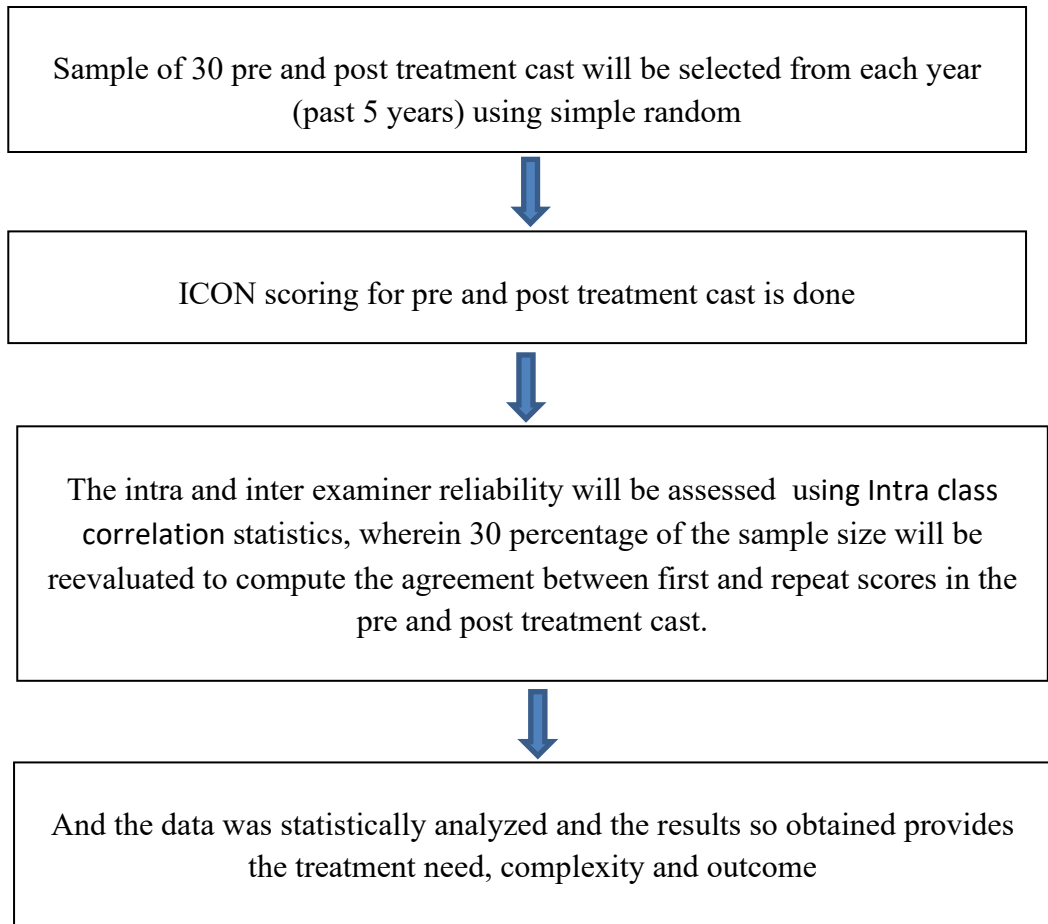 Sample of 30 pre and post treatment cast will be selected from each year
(past 5 years) using simple random
ICON scoring for pre and post treatment cast is done
The intra and inter examiner reliability will be assessed using Intra class
correlation statistics, wherein 30 percentage of the sample size will be
reevaluated to compute the agreement between first and repeat scores in the
pre and post treatment cast.
And the data was statistically analyzed and the results so obtained provides
the treatment need, complexity and outcome